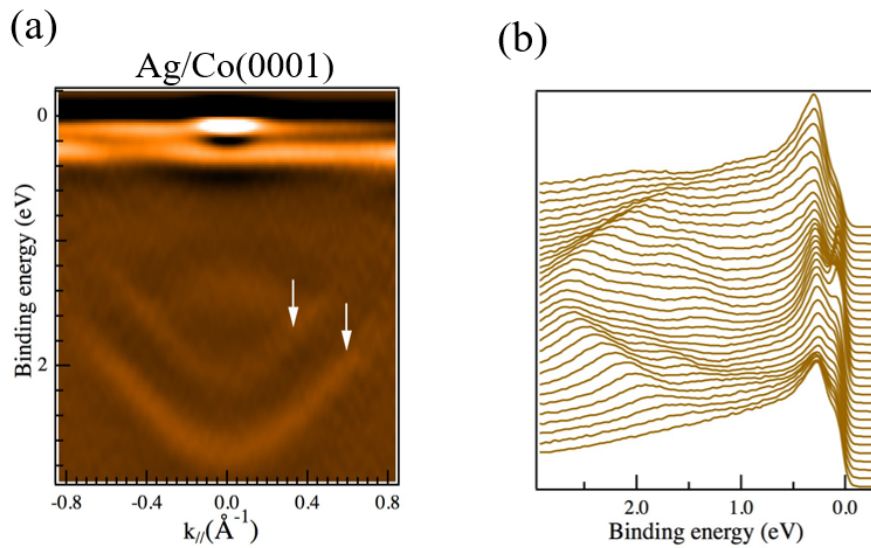 (a)
Ag/Co(0001)
0
2
Binding energy (eV)
-0.8 -0.4 0.0 0.4 0.8
k//(Å-1)
(b)
2.0 1.0 0.0
Binding energy (eV)